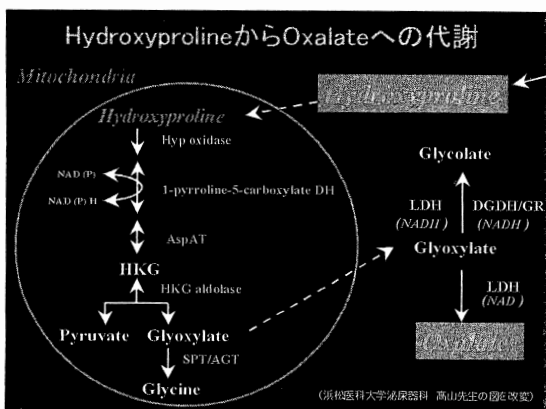 HydroxyprolineからOxalateへの代謝
Mitochondria
Hydroxyproline
Hydroxyproline
Hyp oxidase
NAD (P)
NAD (P) H
1-pyrroline-5-carboxylate DH
AspAT
HKG
HKG aldolase
Pyruvate
Glyoxylate
SPT/AGT
Glycine
Glycolate
LDH
(NADH)
DGDH/GR
(NADH)
Glyoxylate
LDH
(NAD)
Oxalate
(浜松医科大学泌尿器科 高山先生の図を改変)